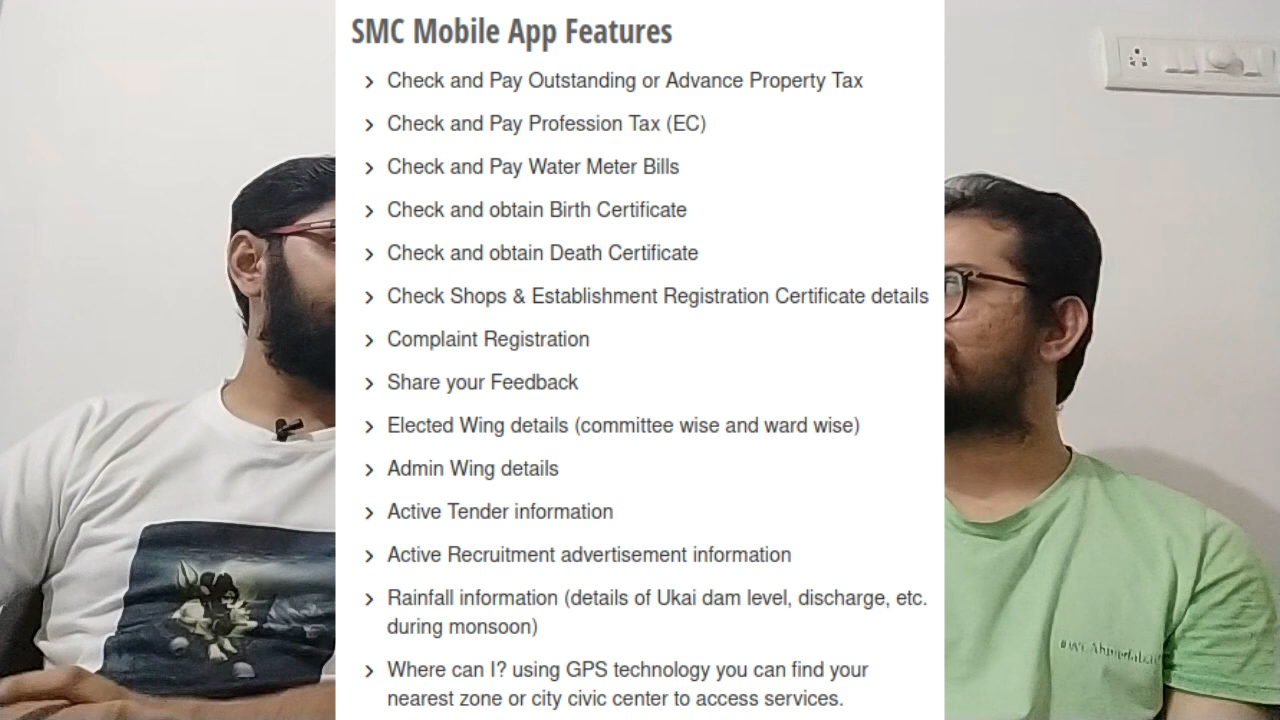 SMC Mobile App Features
Check and Pay Outstanding or Advance Property Tax
Check and Pay Profession Tax (EC)
Check and Pay Water Meter Bills
Check and obtain Birth Certificate
Check and obtain Death Certificate
Check Shops & Establishment Registration Certificate details
Complaint Registration
Share your Feedback
Elected Wing details (committee wise and ward wise)
Admin Wing details
Active Tender information
Active Recruitment advertisement information
Rainfall information (details of Ukai dam level, discharge, etc.
during monsoon)
Where can I? using GPS technology you can find your
nearest zone or city civic center to access services.